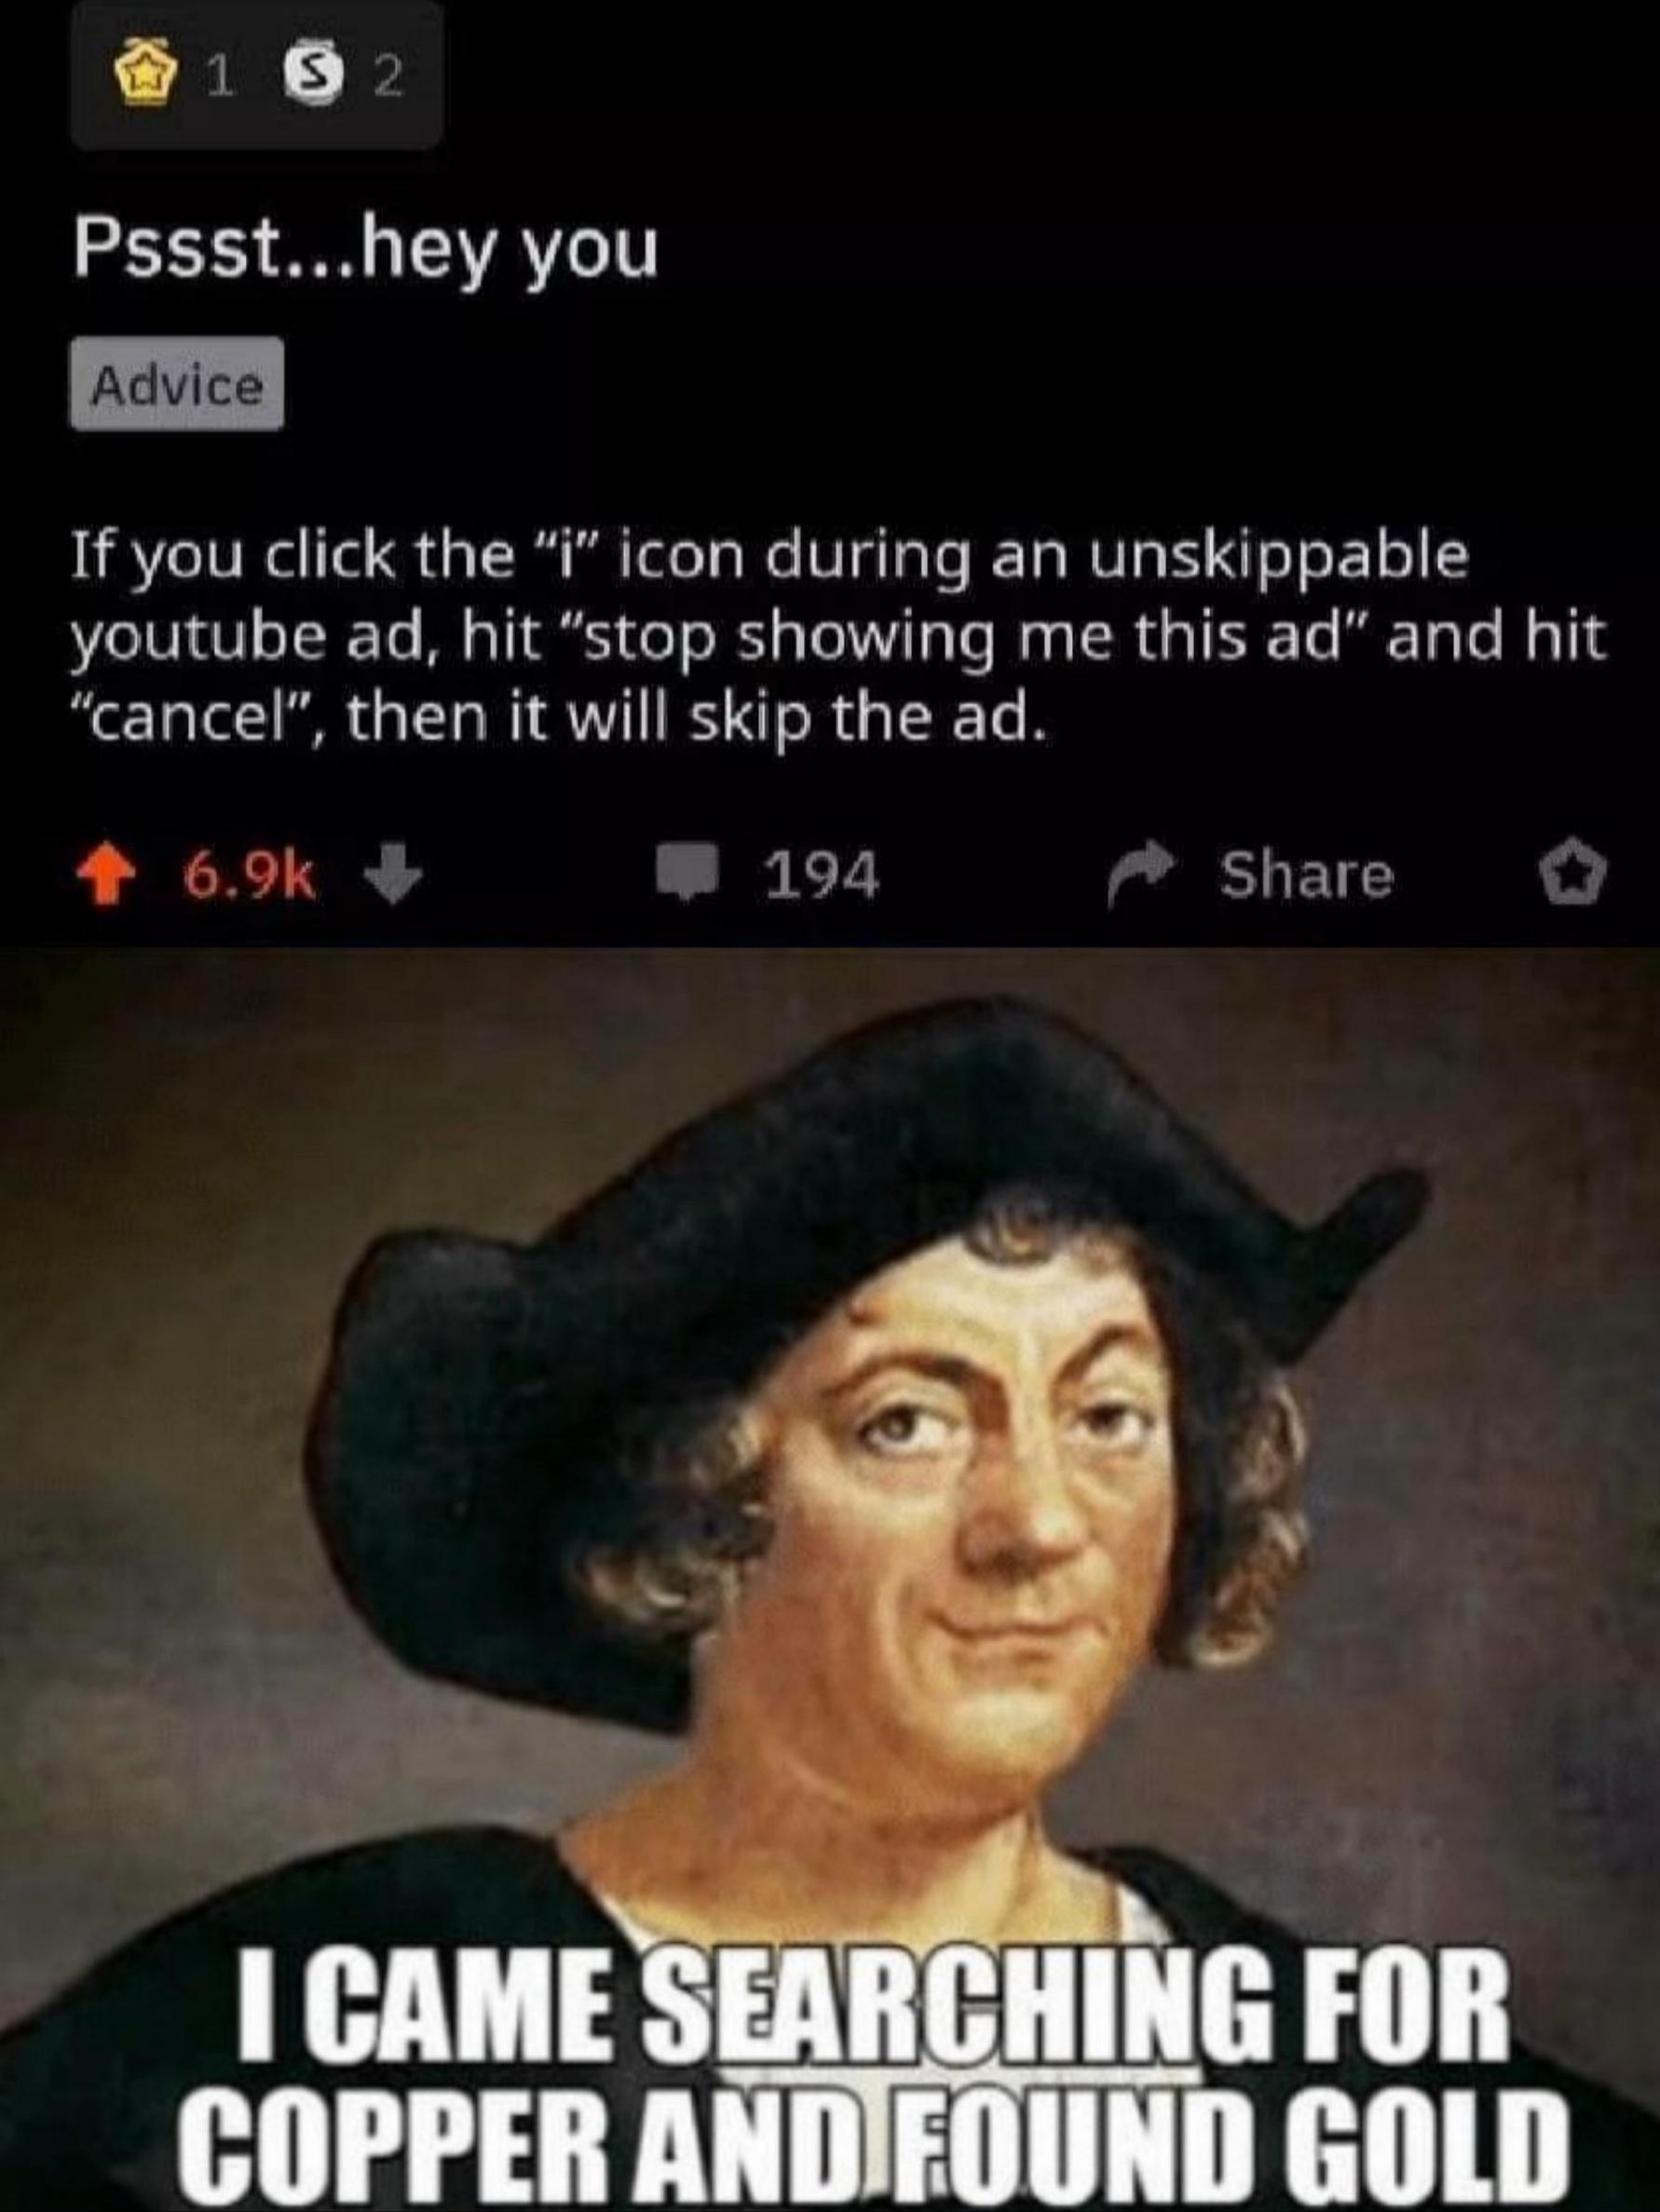 1 S 2
Pssst...hey you
Advice
If you click the “i” icon during an unskippable
youtube ad, hit “stop showing me this ad” and hit
“cancel”, then it will skip the ad.
6.9k 194 Share
I CAME SEARCHING FOR
COPPER AND FOUND GOLD